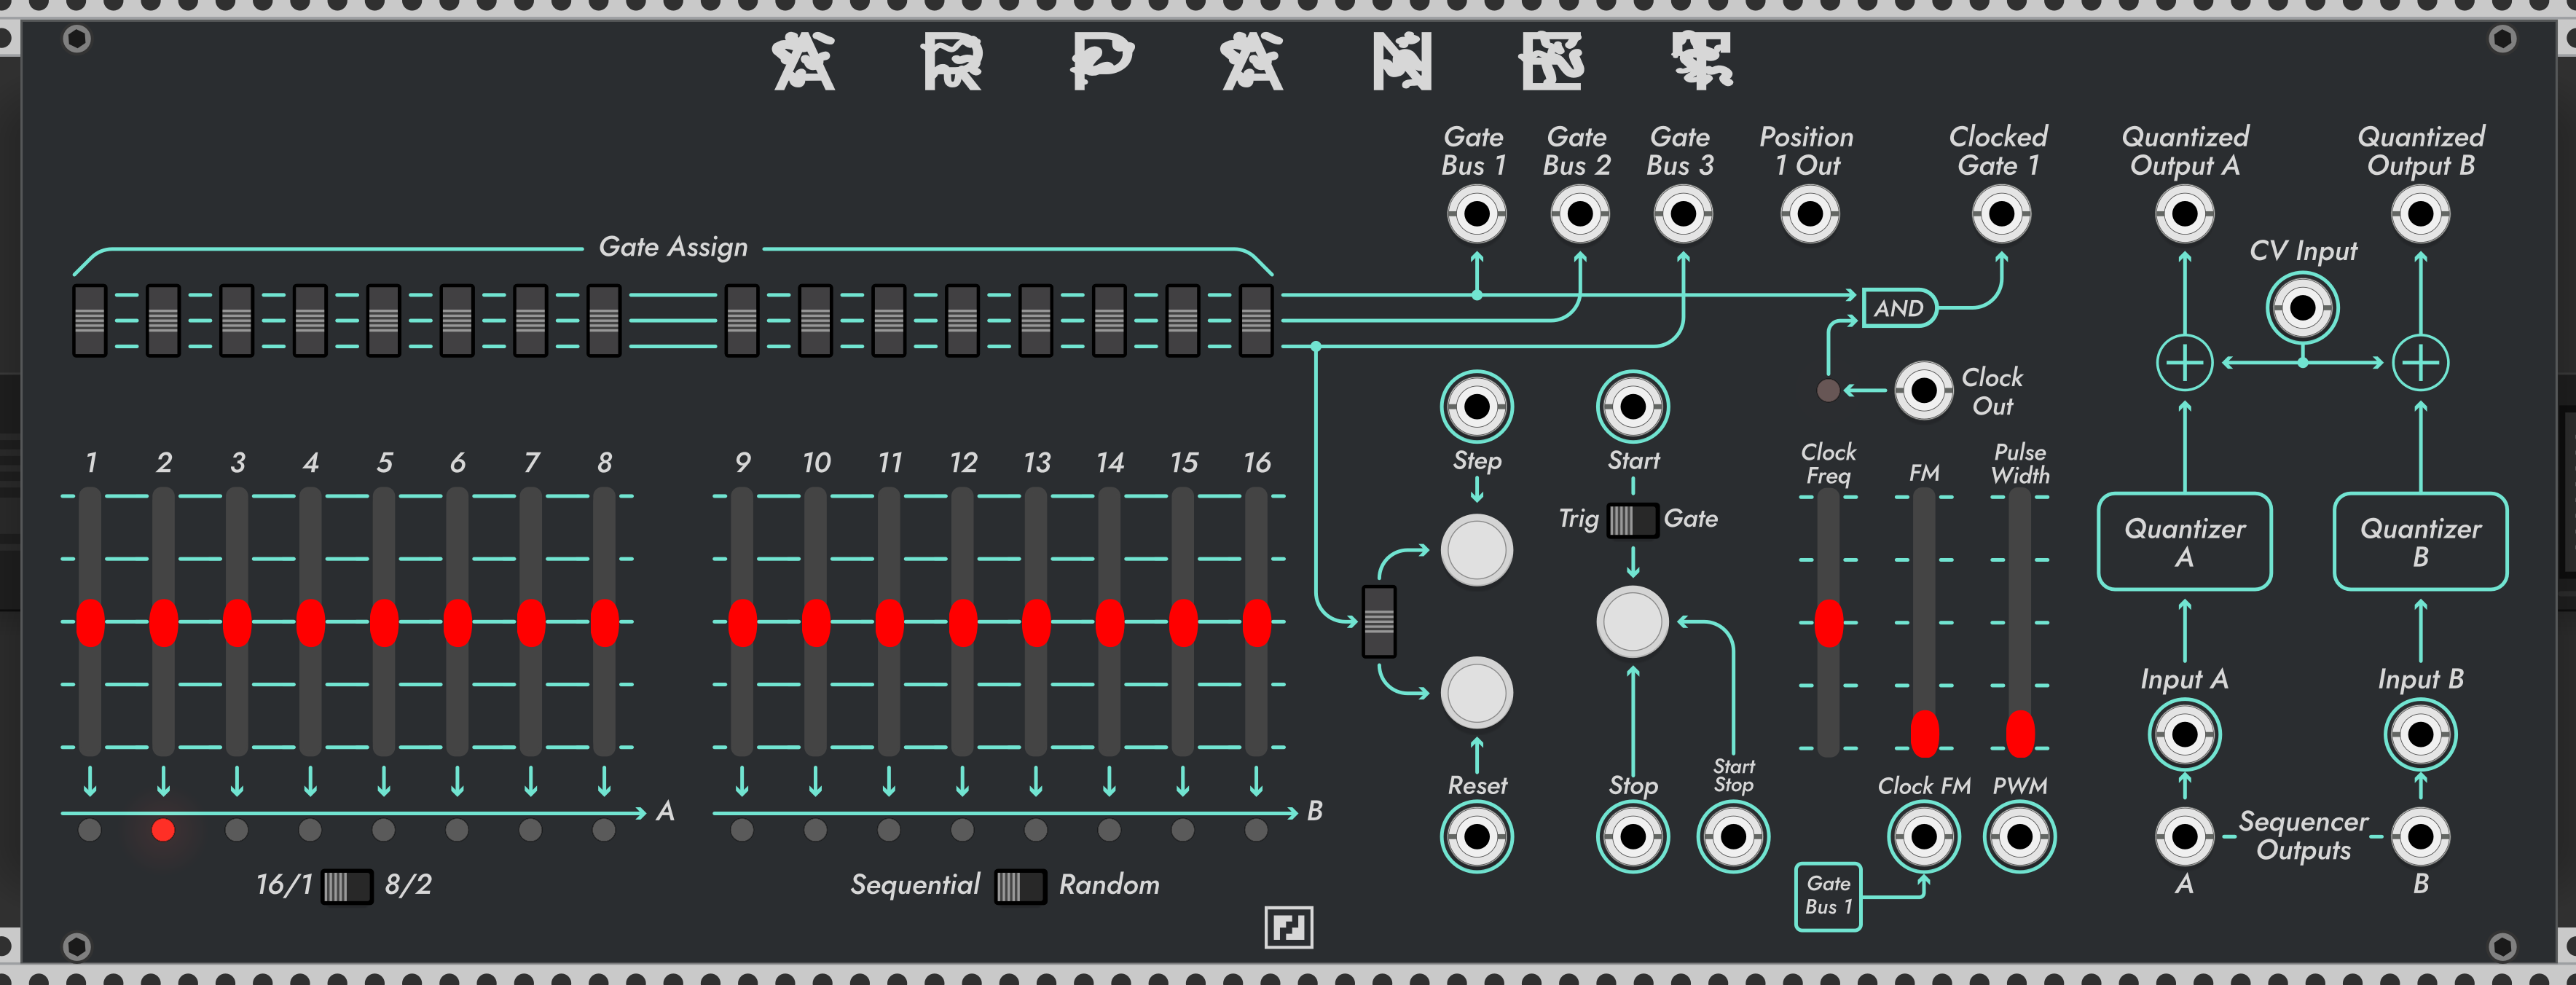 ARPANET
Gate
Bus 1
Gate
Bus 2
Gate
Bus 3
Position
1 Out
Clocked
Gate 1
Quantized
Output A
Quantized
Output B
Gate Assign
CV Input
AND
Clock
Out
1 2 3 4 5 6 7 8 9 10 11 12 13 14 15 16
Step
Start
Clock
Freq
FM
Pulse
Width
Trig
Gate
Quantizer
A
Quantizer
B
Input A
Input B
A
B
Reset
Stop
Start
Stop
Clock FM
PWM
Sequencer
Outputs
A
B
16/1
8/2
Sequential
Random
Gate
Bus 1